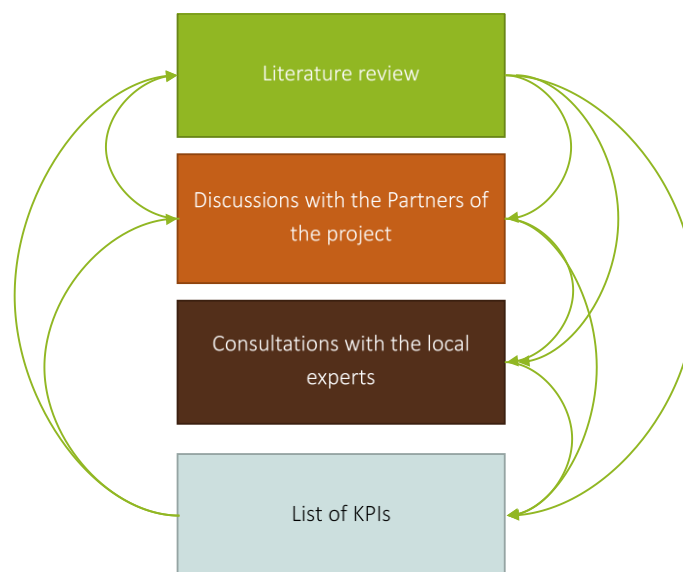 Literature review
Discussions with the Partners of
the project
Consultations with the local
experts
List of KPIs